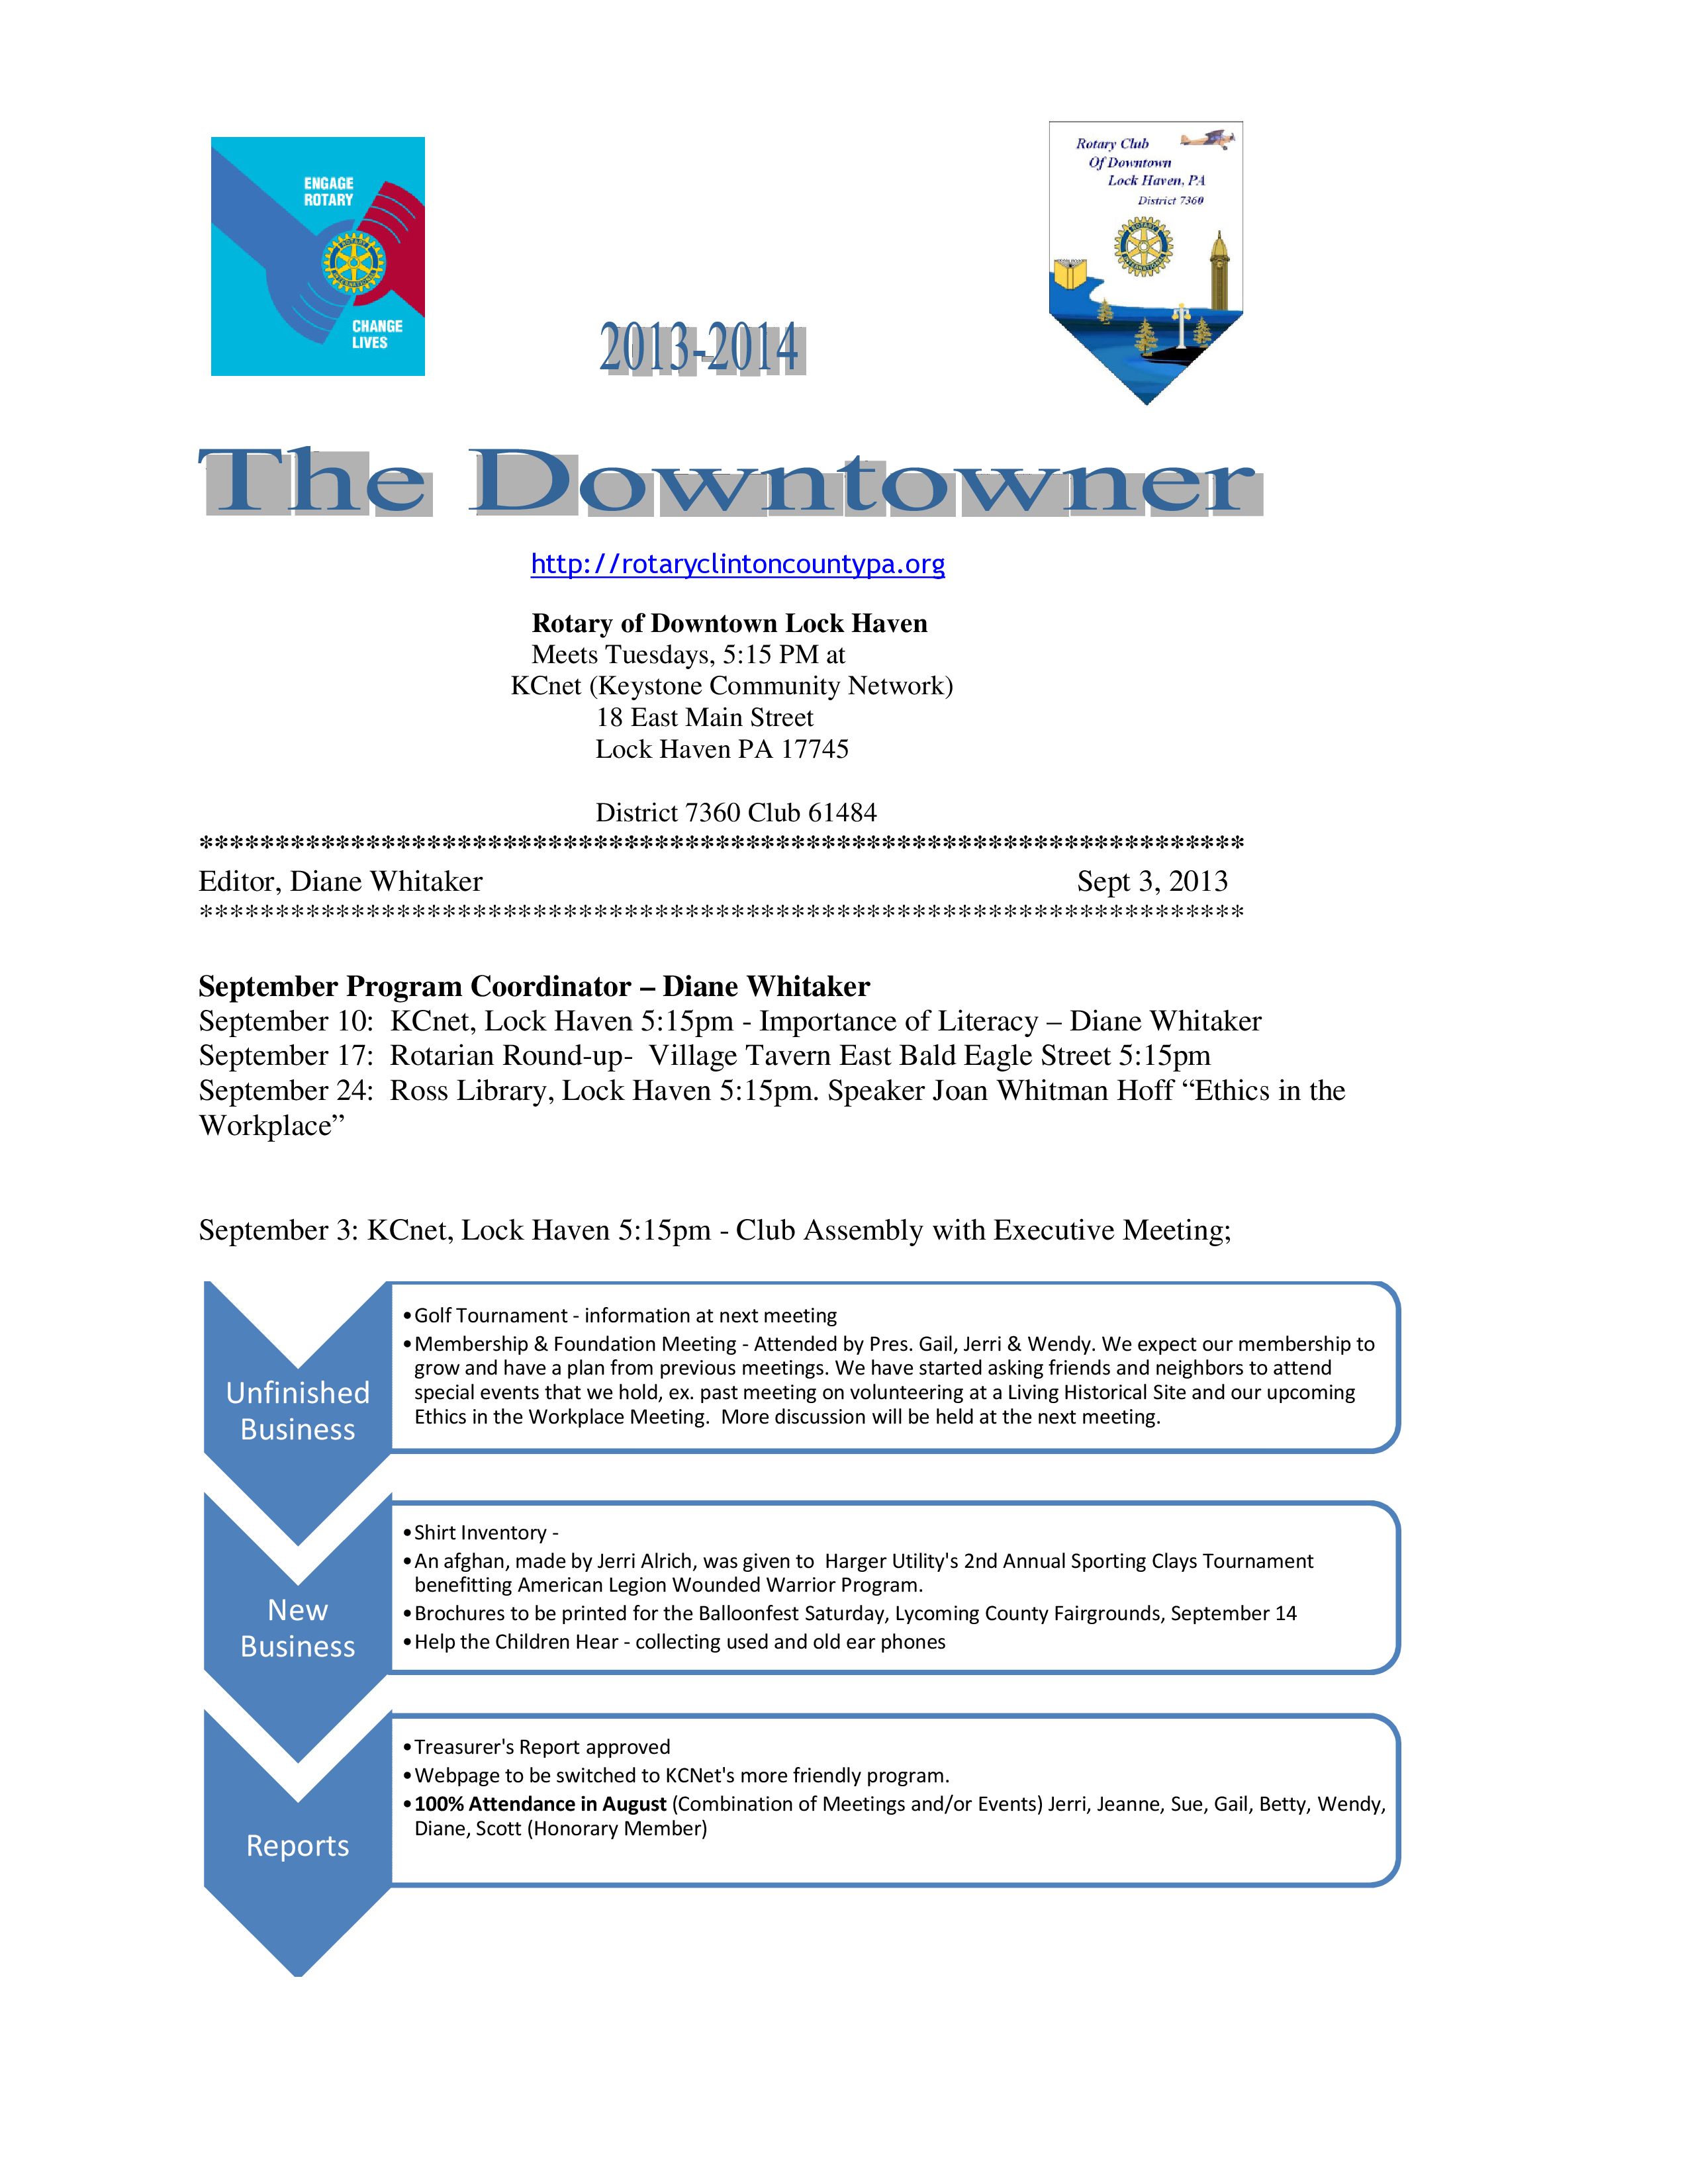 ENGAGE
ROTARY
CHANGE
LIVES
Rotary Club
Of Downtown
Lock Haven, PA
District 7360
ROTARY
INTERNATIONAL
2013-2014
The Downtowner
http://rotaryclintoncountypa.org
Rotary of Downtown Lock Haven
Meets Tuesdays, 5:15 PM at
KCnet (Keystone Community Network)
18 East Main Street
Lock Haven PA 17745
District 7360 Club 61484
*********************************************************************
Editor, Diane Whitaker Sept 3, 2013
*********************************************************************
September Program Coordinator – Diane Whitaker
September 10:  KCnet, Lock Haven 5:15pm - Importance of Literacy – Diane Whitaker
September 17:  Rotarian Round-up-  Village Tavern East Bald Eagle Street 5:15pm
September 24:  Ross Library, Lock Haven 5:15pm. Speaker Joan Whitman Hoff “Ethics in the
Workplace”
September 3: KCnet, Lock Haven 5:15pm - Club Assembly with Executive Meeting;
Unfinished
Business
•Golf Tournament - information at next meeting
•Membership & Foundation Meeting - Attended by Pres. Gail, Jerri & Wendy. We expect our membership to
grow and have a plan from previous meetings. We have started asking friends and neighbors to attend
special events that we hold, ex. past meeting on volunteering at a Living Historical Site and our upcoming
Ethics in the Workplace Meeting.  More discussion will be held at the next meeting.
New
Business
•Shirt Inventory -
•An afghan, made by Jerri Alrich, was given to  Harger Utility's 2nd Annual Sporting Clays Tournament
benefitting American Legion Wounded Warrior Program.
•Brochures to be printed for the Balloonfest Saturday, Lycoming County Fairgrounds, September 14
•Help the Children Hear - collecting used and old ear phones
Reports
•Treasurer's Report approved
•Webpage to be switched to KCNet's more friendly program.
•100% Attendance in August (Combination of Meetings and/or Events) Jerri, Jeanne, Sue, Gail, Betty, Wendy,
Diane, Scott (Honorary Member)